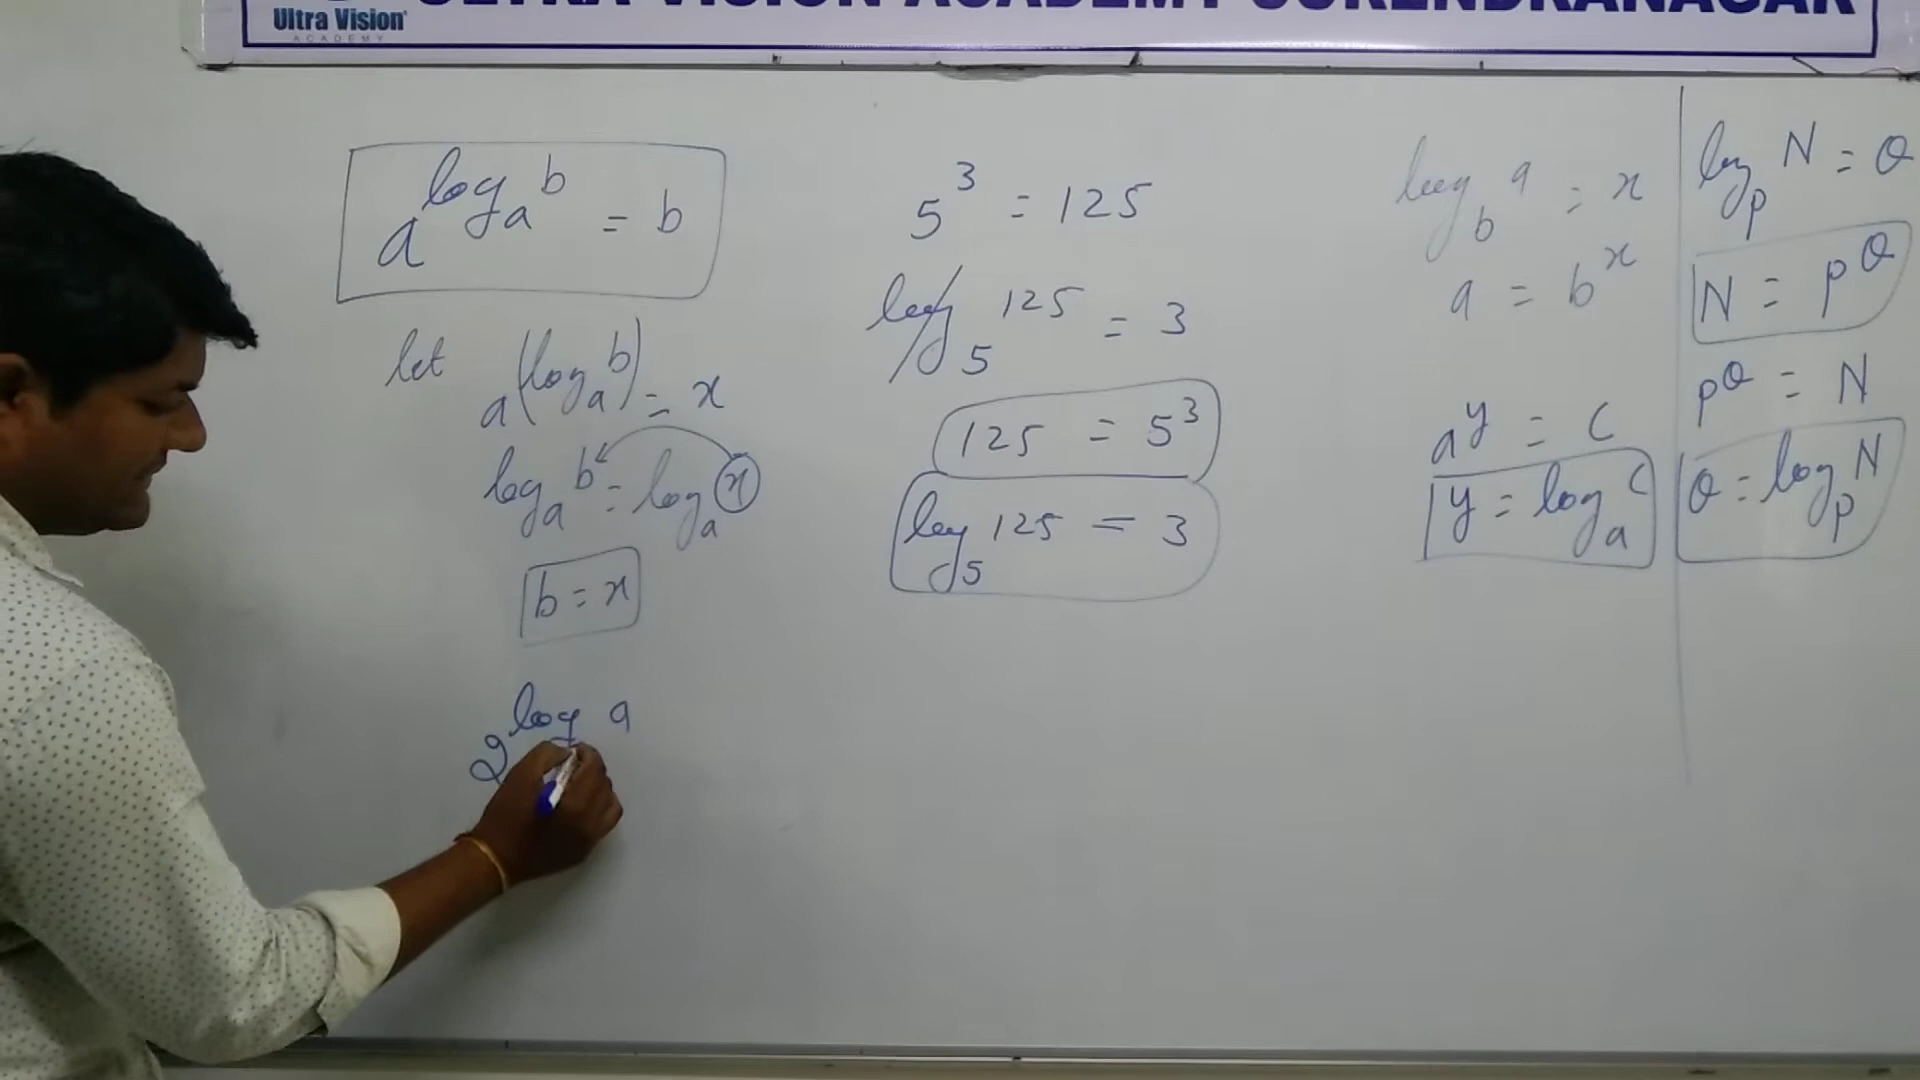 ULTRA VISION ACADEMY SURENDRANAGAR
Ultra Vision
ACADEMY
a^{log_a b} = b
let a^{(log_a b)} = x
log_a b = log_a x
b = x
2^{log a
5^3 = 125
log_5 125 = 3
125 = 5^3
log_5 125 = 3
log_b a = x
a = b^x
a^y = c
y = log_a c
log_p N = Q
N = p^Q
p^Q = N
Q = log_p N